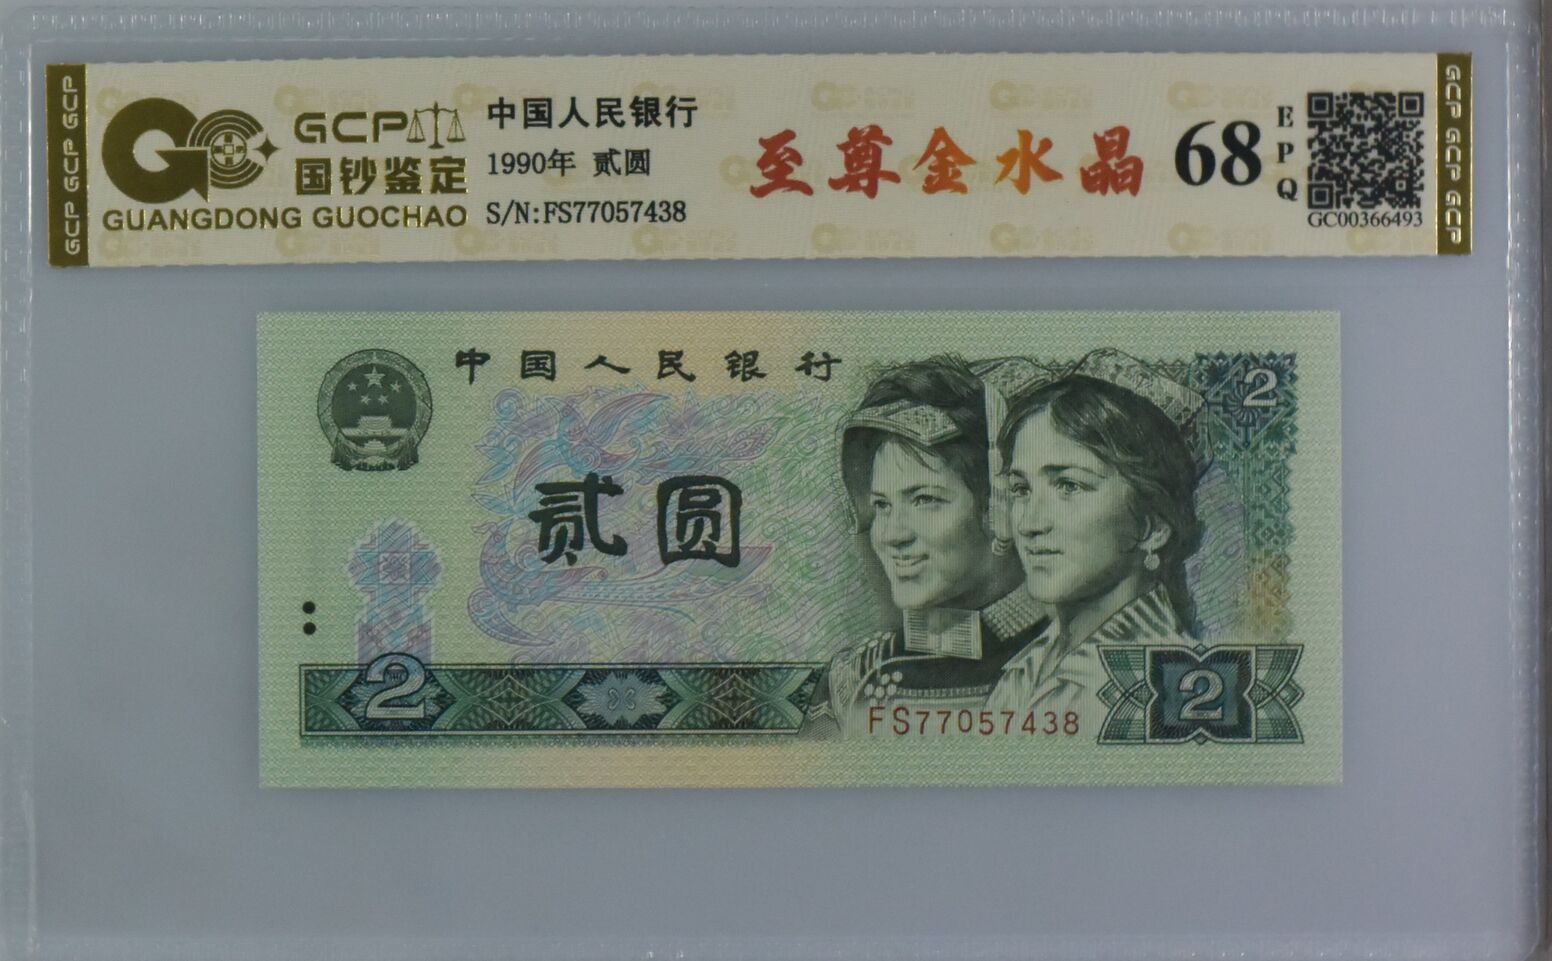 GCP GCP GCP
GCP
国钞鉴定
GUANGDONG GUOCHAO
中国人民银行
1990年 贰圆
S/N:FS77057438
至尊金水晶
68
EPQ
GC00366493
GCP GCP GCP
中国人民银行
2
贰圆
2
FS77057438
2